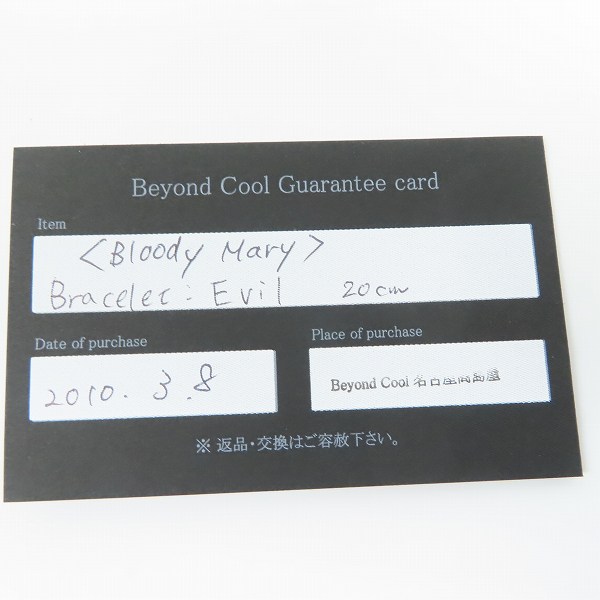 Beyond Cool Guarantee card
Item
<Bloody Mary>
Bracelet: Evil 20cm
Date of purchase
Place of purchase
2010.3.8
Beyond Cool 名古屋高島屋
※ 返品・交換はご容赦下さい。